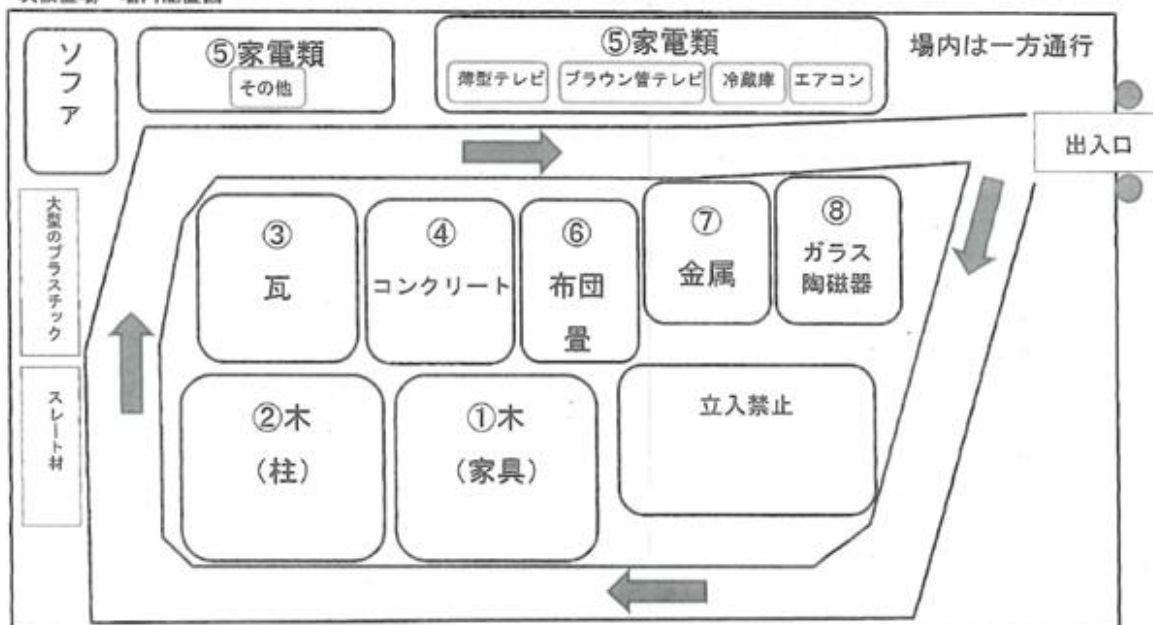 ソファ
⑤家電類
その他
⑤家電類
薄型テレビ
ブラウン管テレビ
冷蔵庫
エアコン
場内は一方通行
出入口
大型のプラスチック
スレート材
③
瓦
④
コンクリート
⑥
布団
畳
⑦
金属
⑧
ガラス
陶磁器
②木
（柱）
①木
（家具）
立入禁止